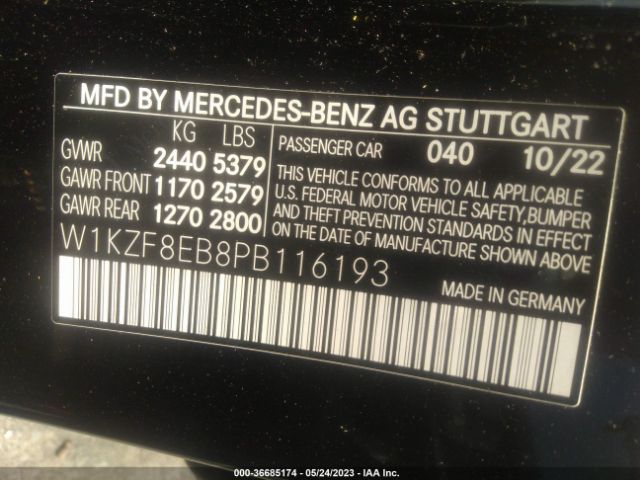 MFD BY MERCEDES-BENZ AG STUTTGART
KG LBS
GVWR 2440 5379
GAWR FRONT 1170 2579
GAWR REAR 1270 2800
PASSENGER CAR 040 10/22
THIS VEHICLE CONFORMS TO ALL APPLICABLE
U.S. FEDERAL MOTOR VEHICLE SAFETY, BUMPER
AND THEFT PREVENTION STANDARDS IN EFFECT
ON THE DATE OF MANUFACTURE SHOWN ABOVE
W1KZF8EB8PB116193
MADE IN GERMANY
000-36685174 - 05/24/2023 - IAA Inc.